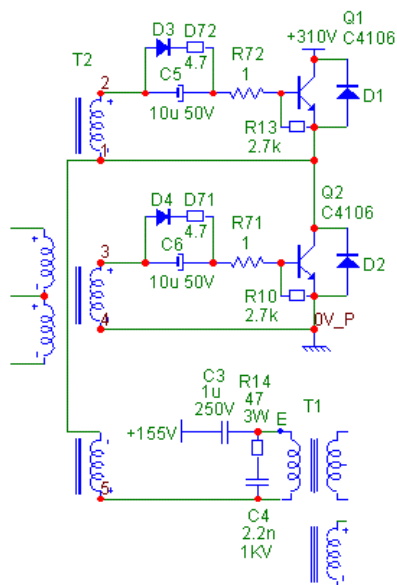 Q1
D3 D72
+310V
C4106
T2
4.7
R72
2
C5
1
10u 50V
D1
R13
1
2.7k
Q2
D4 D71
C4106
4.7
R71
3
C6
1
10u 50V
D2
R10
4
2.7k
0V_P
C3
1u
250V
R14
47
3W
T1
+155V
E
5
C4
2.2n
1KV